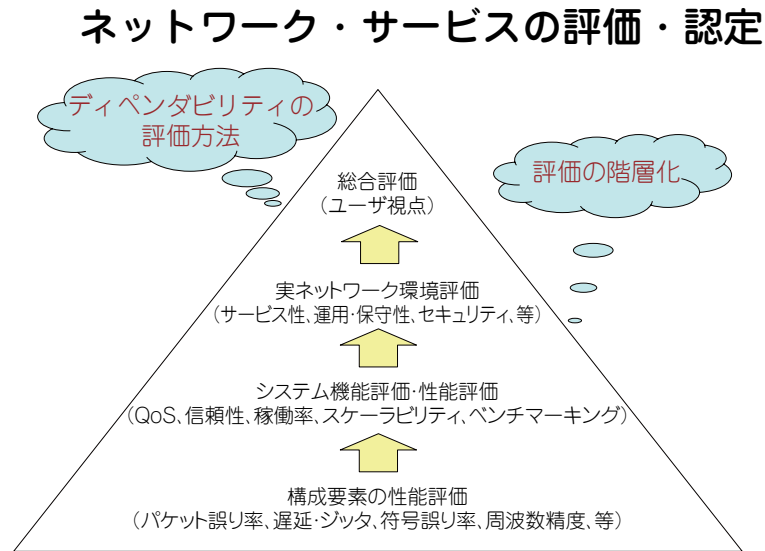 ネットワーク・サービスの評価・認定
ディペンダビリティの
評価方法
評価の階層化
総合評価
（ユーザ視点）
実ネットワーク環境評価
（サービス性、運用・保守性、セキュリティ、等）
システム機能評価・性能評価
（QoS、信頼性、稼働率、スケーラビリティ、ベンチマーキング）
構成要素の性能評価
（パケット誤り率、遅延・ジッタ、符号誤り率、周波数精度、等）